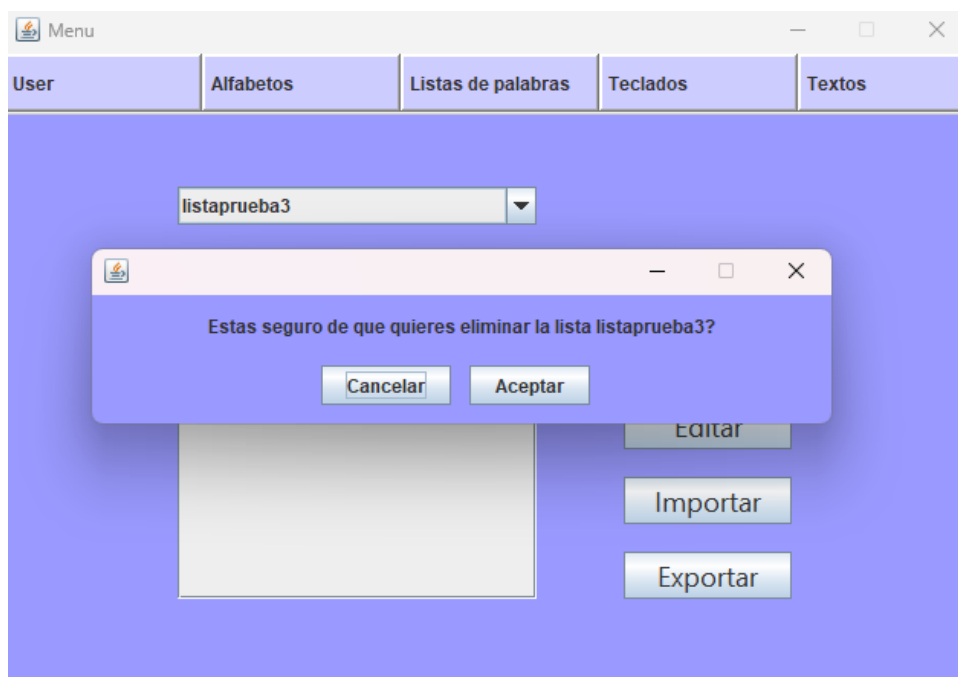 Menu
User Alfabetos Listas de palabras Teclados Textos
listaprueba3
Estas seguro de que quieres eliminar la lista listaprueba3?
Cancelar Aceptar
Editar
Importar
Exportar